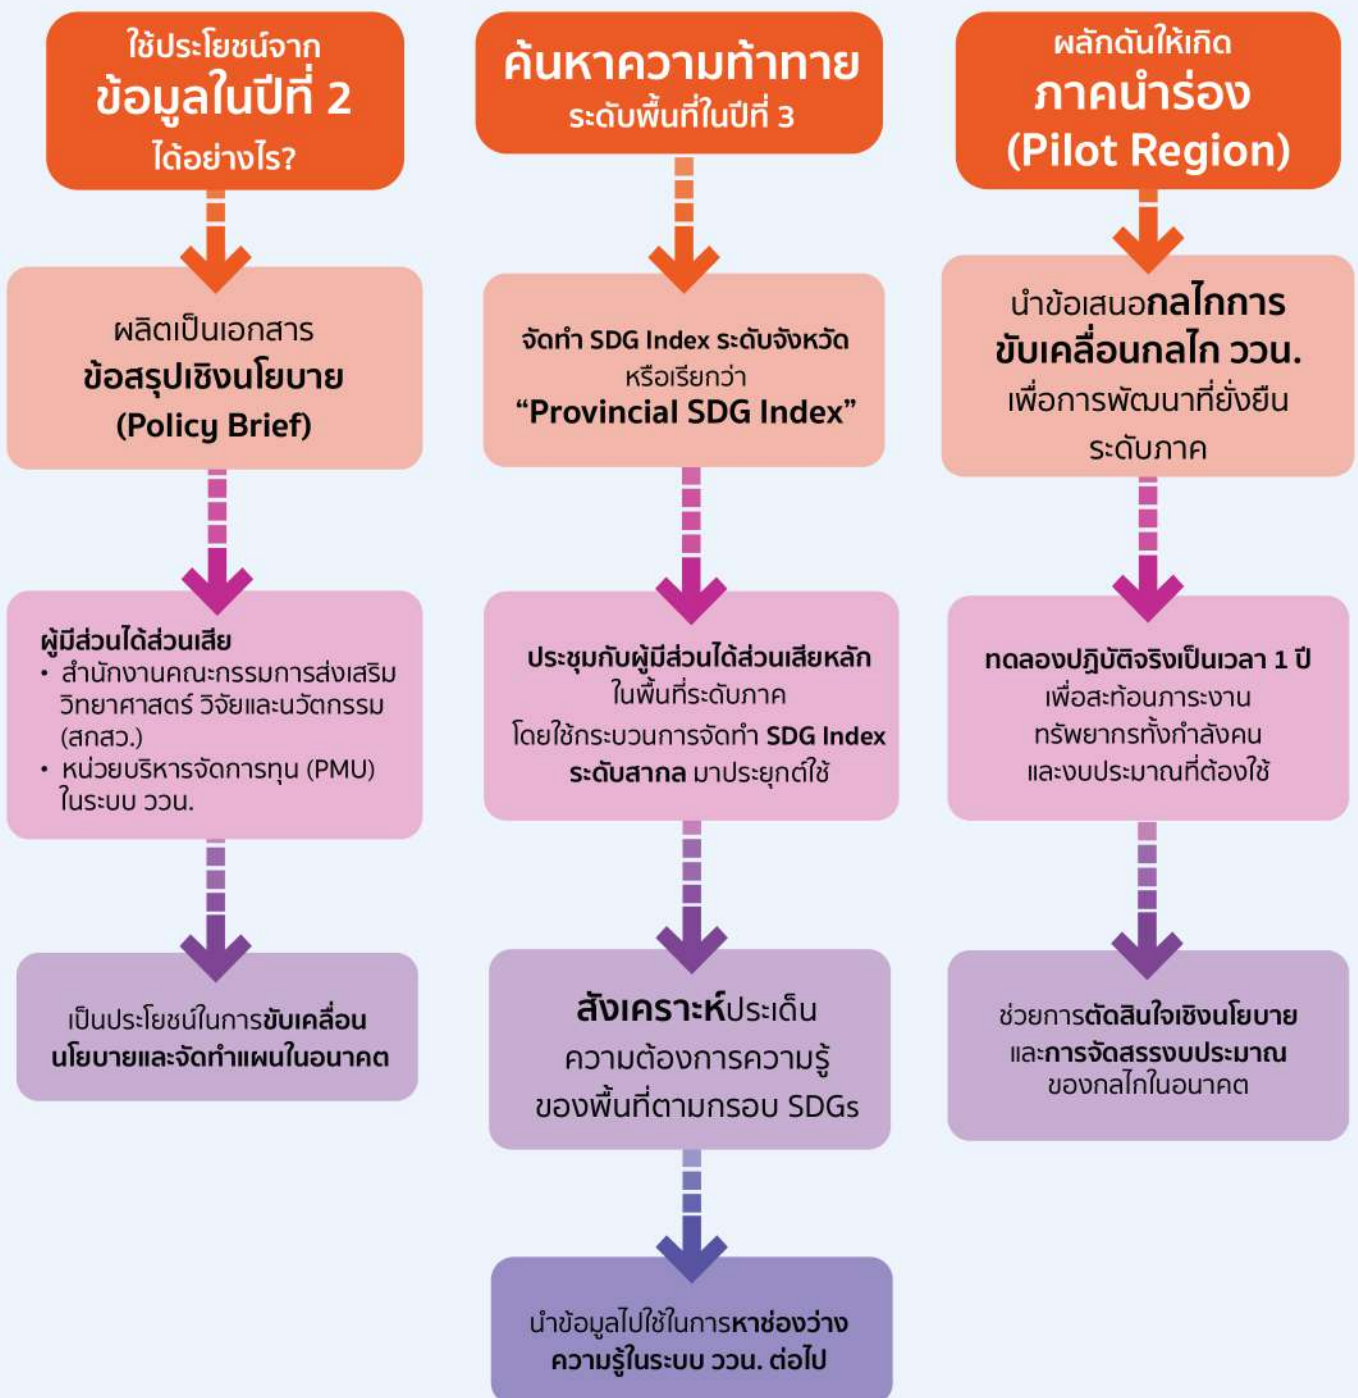 ใช้ประโยชน์จาก
ข้อมูลในปีที่ 2
ได้อย่างไร?
ผลิตเป็นเอกสาร
ข้อสรุปเชิงนโยบาย
(Policy Brief)
ผู้มีส่วนได้ส่วนเสีย
• สำนักงานคณะกรรมการส่งเสริม
วิทยาศาสตร์ วิจัยและนวัตกรรม
(สกสว.)
• หน่วยบริหารจัดการทุน (PMU)
ในระบบ ววน.
เป็นประโยชน์ในการขับเคลื่อน
นโยบายและจัดทำแผนในอนาคต
ค้นหาความท้าทาย
ระดับพื้นที่ในปีที่ 3
จัดทำ SDG Index ระดับจังหวัด
หรือเรียกว่า
“Provincial SDG Index”
ประชุมกับผู้มีส่วนได้ส่วนเสียหลัก
ในพื้นที่ระดับภาค
โดยใช้กระบวนการจัดทำ SDG Index
ระดับสากล มาประยุกต์ใช้
สังเคราะห์ประเด็น
ความต้องการความรู้
ของพื้นที่ตามกรอบ SDGs
นำข้อมูลไปใช้ในการหาช่องว่าง
ความรู้ในระบบ ววน. ต่อไป
ผลักดันให้เกิด
ภาคนำร่อง
(Pilot Region)
นำข้อเสนอกลไกการ
ขับเคลื่อนกลไก ววน.
เพื่อการพัฒนาที่ยั่งยืน
ระดับภาค
ทดลองปฏิบัติจริงเป็นเวลา 1 ปี
เพื่อสะท้อนภาระงาน
ทรัพยากรทั้งกำลังคน
และงบประมาณที่ต้องใช้
ช่วยการตัดสินใจเชิงนโยบาย
และการจัดสรรงบประมาณ
ของกลไกในอนาคต